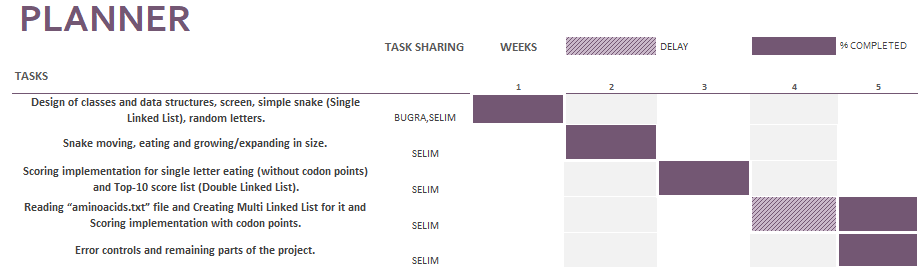 PLANNER
TASK SHARING WEEKS DELAY % COMPLETED
TASKS
1 2 3 4 5
Design of classes and data structures, screen, simple snake (Single
Linked List), random letters.
BUGRA,SELIM
Snake moving, eating and growing/expanding in size.
SELIM
Scoring implementation for single letter eating (without codon points)
and Top-10 score list (Double Linked List).
SELIM
Reading “aminoacids.txt” file and Creating Multi Linked List for it and
Scoring implementation with codon points.
SELIM
Error controls and remaining parts of the project.
SELIM